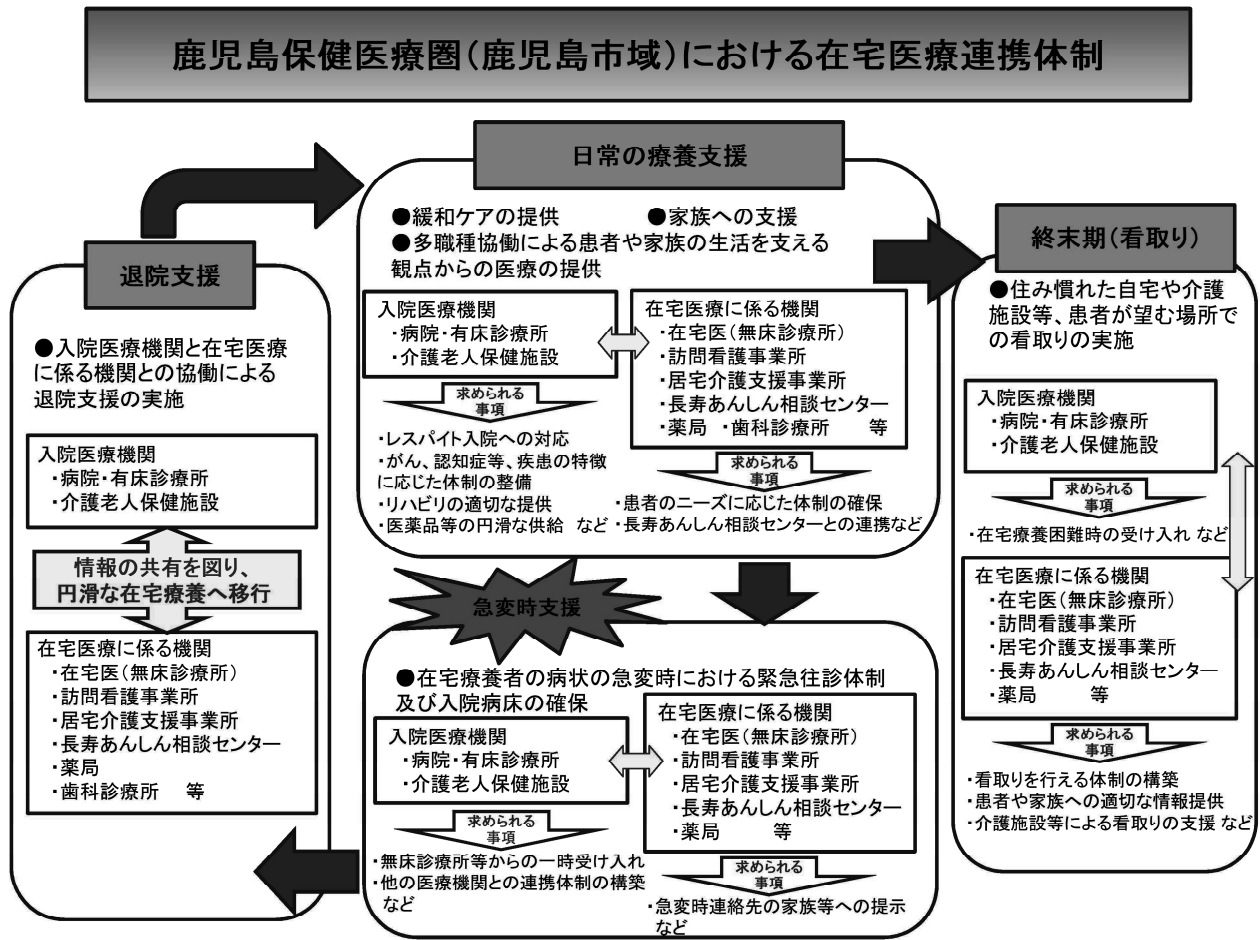 鹿児島保健医療圏(鹿児島市域)における在宅医療連携体制
退院支援
●入院医療機関と在宅医療
に係る機関との協働による
退院支援の実施
入院医療機関
・病院・有床診療所
・介護老人保健施設
情報の共有を図り、
円滑な在宅療養へ移行
在宅医療に係る機関
・在宅医(無床診療所)
・訪問看護事業所
・居宅介護支援事業所
・長寿あんしん相談センター
・薬局
・歯科診療所 等
日常の療養支援
●緩和ケアの提供 ●家族への支援
●多職種協働による患者や家族の生活を支える
観点からの医療の提供
入院医療機関
・病院・有床診療所
・介護老人保健施設
求められる
事項
・レスパイト入院への対応
・がん、認知症等、疾患の特徴
に応じた体制の整備
・リハビリの適切な提供
・医薬品等の円滑な供給 など
在宅医療に係る機関
・在宅医(無床診療所)
・訪問看護事業所
・居宅介護支援事業所
・長寿あんしん相談センター
・薬局 ・歯科診療所 等
求められる
事項
・患者のニーズに応じた体制の確保
・長寿あんしん相談センターとの連携など
急変時支援
●在宅療養者の病状の急変時における緊急往診体制
及び入院病床の確保
入院医療機関
・病院・有床診療所
・介護老人保健施設
求められる
事項
・無床診療所等からの一時受け入れ
・他の医療機関との連携体制の構築
など
在宅医療に係る機関
・在宅医(無床診療所)
・訪問看護事業所
・居宅介護支援事業所
・長寿あんしん相談センター
・薬局 等
求められる
事項
・急変時連絡先の家族等への提示
など
終末期(看取り)
●住み慣れた自宅や介護
施設等、患者が望む場所で
の看取りの実施
入院医療機関
・病院・有床診療所
・介護老人保健施設
求められる
事項
・在宅療養困難時の受け入れ など
在宅医療に係る機関
・在宅医(無床診療所)
・訪問看護事業所
・居宅介護支援事業所
・長寿あんしん相談センター
・薬局 等
求められる
事項
・看取りを行える体制の構築
・患者や家族への適切な情報提供
・介護施設等による看取りの支援 など